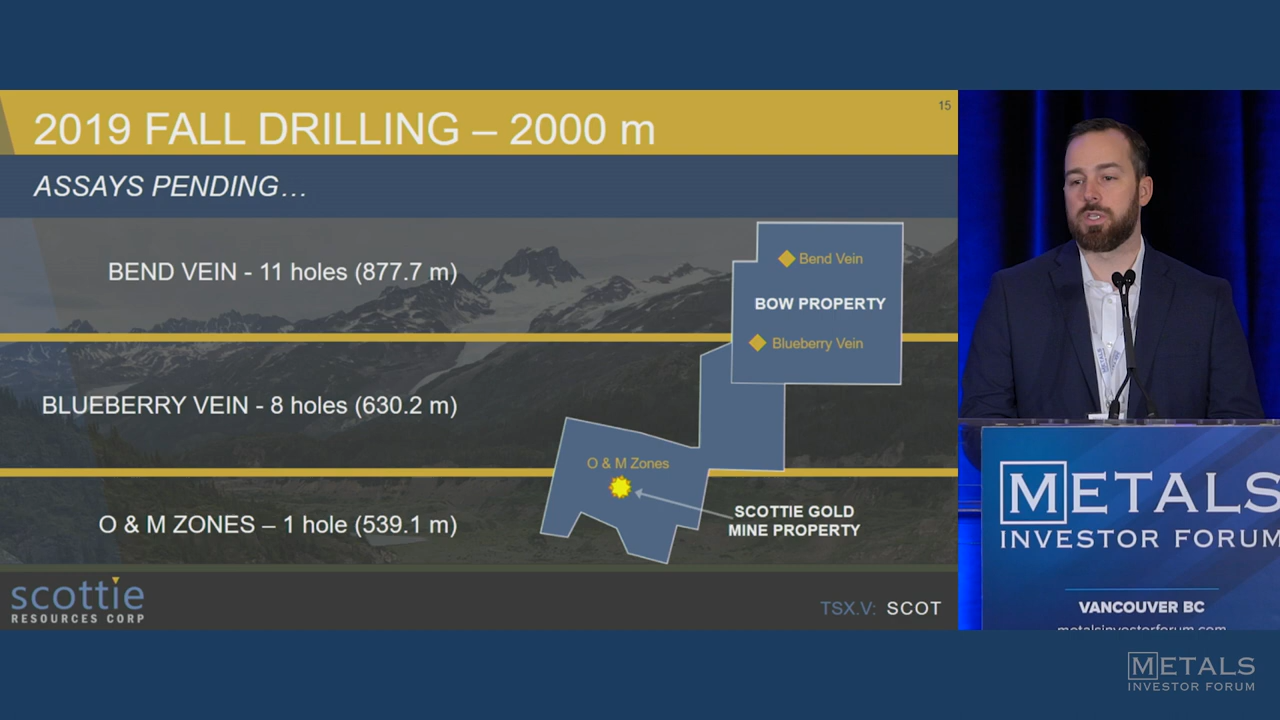 15
2019 FALL DRILLING – 2000 m
ASSAYS PENDING…
BEND VEIN - 11 holes (877.7 m)
BLUEBERRY VEIN - 8 holes (630.2 m)
O & M ZONES – 1 hole (539.1 m)
Bend Vein
BOW PROPERTY
Blueberry Vein
O & M Zones
SCOTTIE GOLD
MINE PROPERTY
scottie
RESOURCES CORP
TSX.V: SCOT
METALS
INVESTOR FORUM
VANCOUVER BC
metalsinvestorforum.com
METALS
INVESTOR FORUM